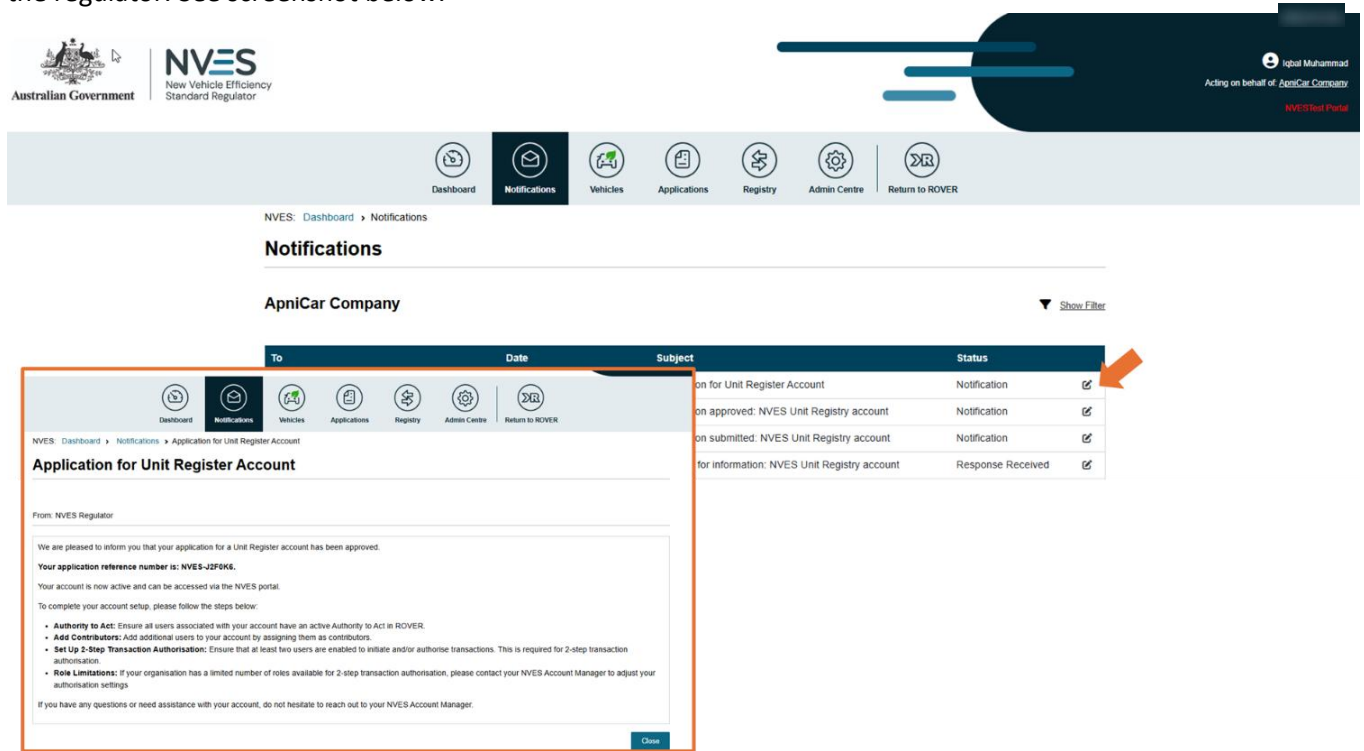 Australian Government
NVES
New Vehicle Efficiency
Standard Regulator
Iqbal Muhammad
Acting on behalf of: ApniCar Company
NVESTest Portal
Dashboard Notifications Vehicles Applications Registry Admin Centre Return to ROVER
NVES: Dashboard › Notifications
Notifications
ApniCar Company Show Filter
To Date Subject Status
on for Unit Register Account Notification
on approved: NVES Unit Registry account Notification
on submitted: NVES Unit Registry account Notification
for information: NVES Unit Registry account Response Received
Dashboard Notifications Vehicles Applications Registry Admin Centre Return to ROVER
NVES: Dashboard › Notifications › Application for Unit Register Account
Application for Unit Register Account
From: NVES Regulator
We are pleased to inform you that your application for a Unit Register account has been approved.
Your application reference number is: NVES-J2F0K6.
Your account is now active and can be accessed via the NVES portal.
To complete your account setup, please follow the steps below:
• Authority to Act: Ensure all users associated with your account have an active Authority to Act in ROVER.
• Add Contributors: Add additional users to your account by assigning them as contributors.
• Set Up 2-Step Transaction Authorisation: Ensure that at least two users are enabled to initiate and/or authorise transactions. This is required for 2-step transaction
authorisation.
• Role Limitations: If your organisation has a limited number of roles available for 2-step transaction authorisation, please contact your NVES Account Manager to adjust your
authorisation settings
If you have any questions or need assistance with your account, do not hesitate to reach out to your NVES Account Manager.
Close